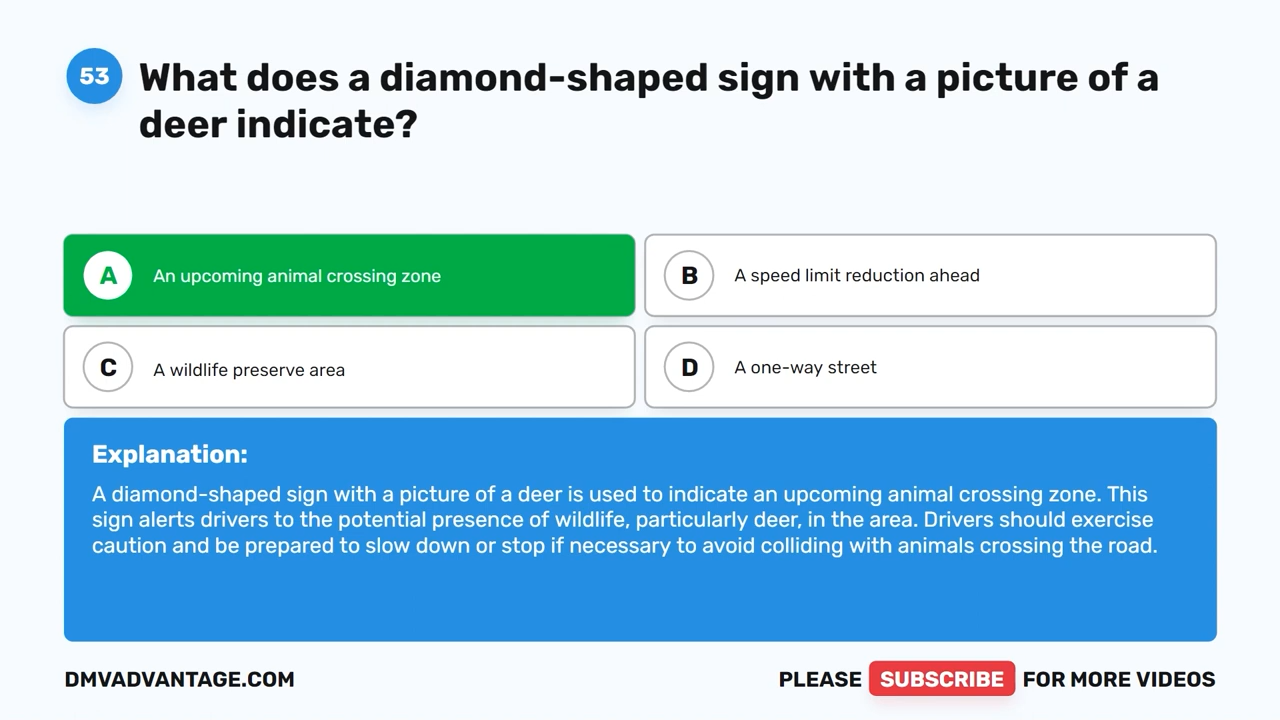 53
What does a diamond-shaped sign with a picture of a
deer indicate?
A An upcoming animal crossing zone
B A speed limit reduction ahead
C A wildlife preserve area
D A one-way street
Explanation:
A diamond-shaped sign with a picture of a deer is used to indicate an upcoming animal crossing zone. This
sign alerts drivers to the potential presence of wildlife, particularly deer, in the area. Drivers should exercise
caution and be prepared to slow down or stop if necessary to avoid colliding with animals crossing the road.
DMVADVANTAGE.COM
PLEASE SUBSCRIBE FOR MORE VIDEOS